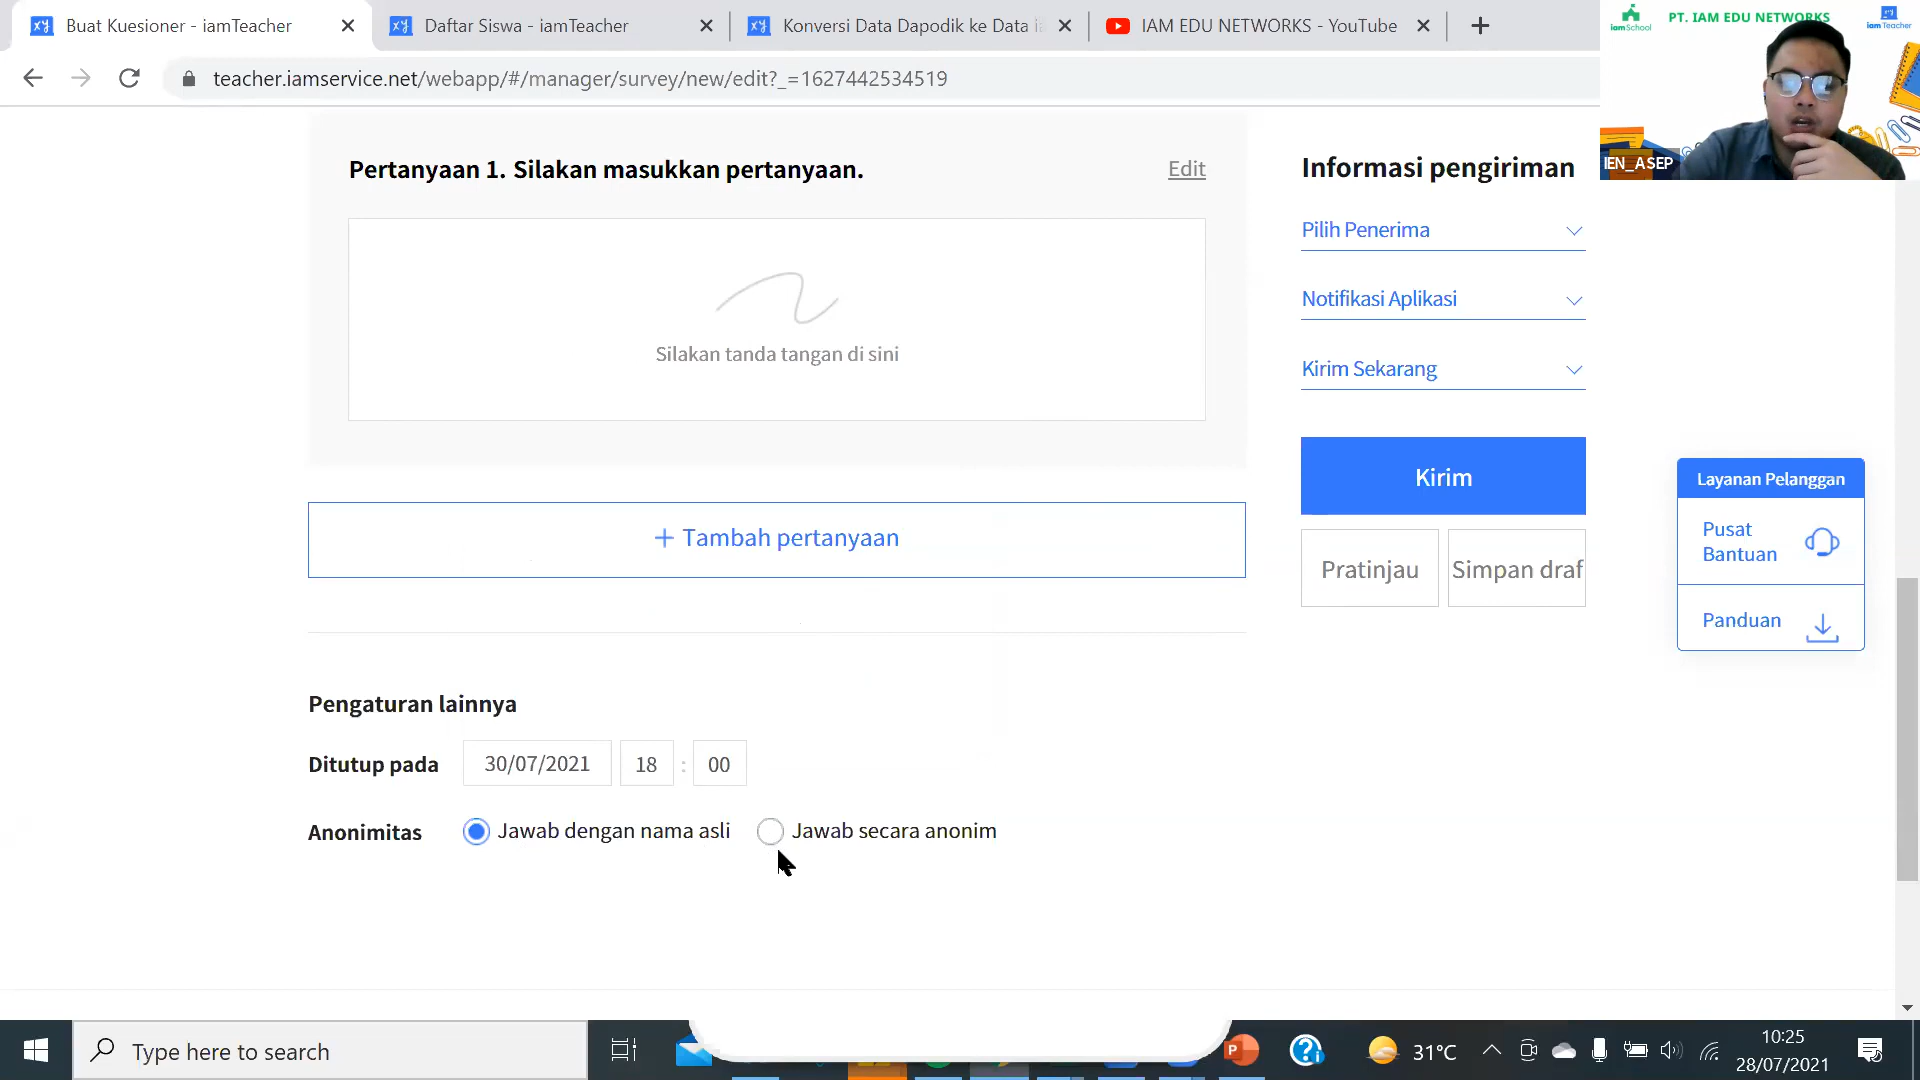 Buat Kuesioner - iamTeacher
Daftar Siswa - iamTeacher
Konversi Data Dapodik ke Data
IAM EDU NETWORKS - YouTube
PT. IAM EDU NETWORKS
iamSchool
iam Teacher
teacher.iamservice.net/webapp/#/manager/survey/new/edit?_=1627442534519
IEN_ASEP
Pertanyaan 1. Silakan masukkan pertanyaan.
Edit
Silakan tanda tangan di sini
+ Tambah pertanyaan
Informasi pengiriman
Pilih Penerima
Notifikasi Aplikasi
Kirim Sekarang
Kirim
Pratinjau
Simpan draf
Layanan Pelanggan
Pusat
Bantuan
Panduan
Pengaturan lainnya
Ditutup pada
30/07/2021
18 : 00
Anonimitas
Jawab dengan nama asli
Jawab secara anonim
Type here to search
31°C
10:25
28/07/2021